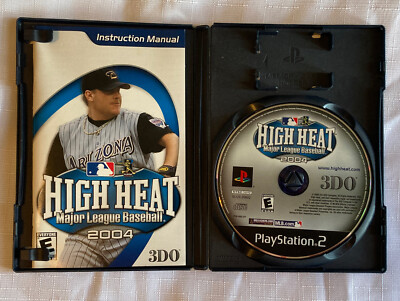 Instruction Manual
ARIZONA
HIGH HEAT
Major League Baseball
2004
E
3DO
HIGH HEAT
Major League Baseball
2004
www.highheat.com
3DO
E
PlayStation 2